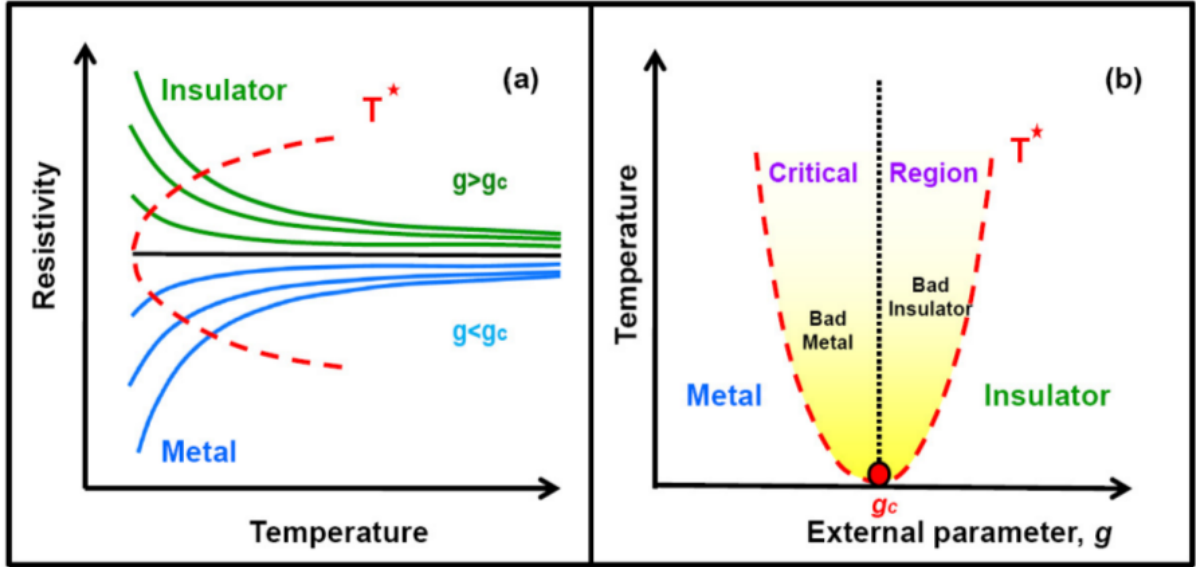 (a)
Insulator
T*
g>gc
Resistivity
g<gc
Metal
Temperature
(b)
T*
Critical Region
Temperature
Bad
Insulator
Bad
Metal
Metal
Insulator
gc
External parameter, g